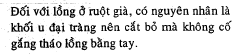 Đối với lồng ở ruột già, có nguyên nhân là
khối u đại tràng nên cắt bỏ mà không cố
gắng tháo lồng bằng tay.